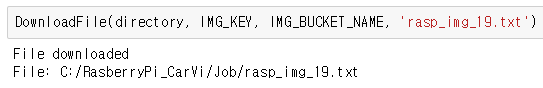 DownloadFile(directory, IMG_KEY, IMG_BUCKET_NAME, 'rasp_img_19.txt')
File downloaded
File: C:/RasberryPi_CarVi/Job/rasp_img_19.txt